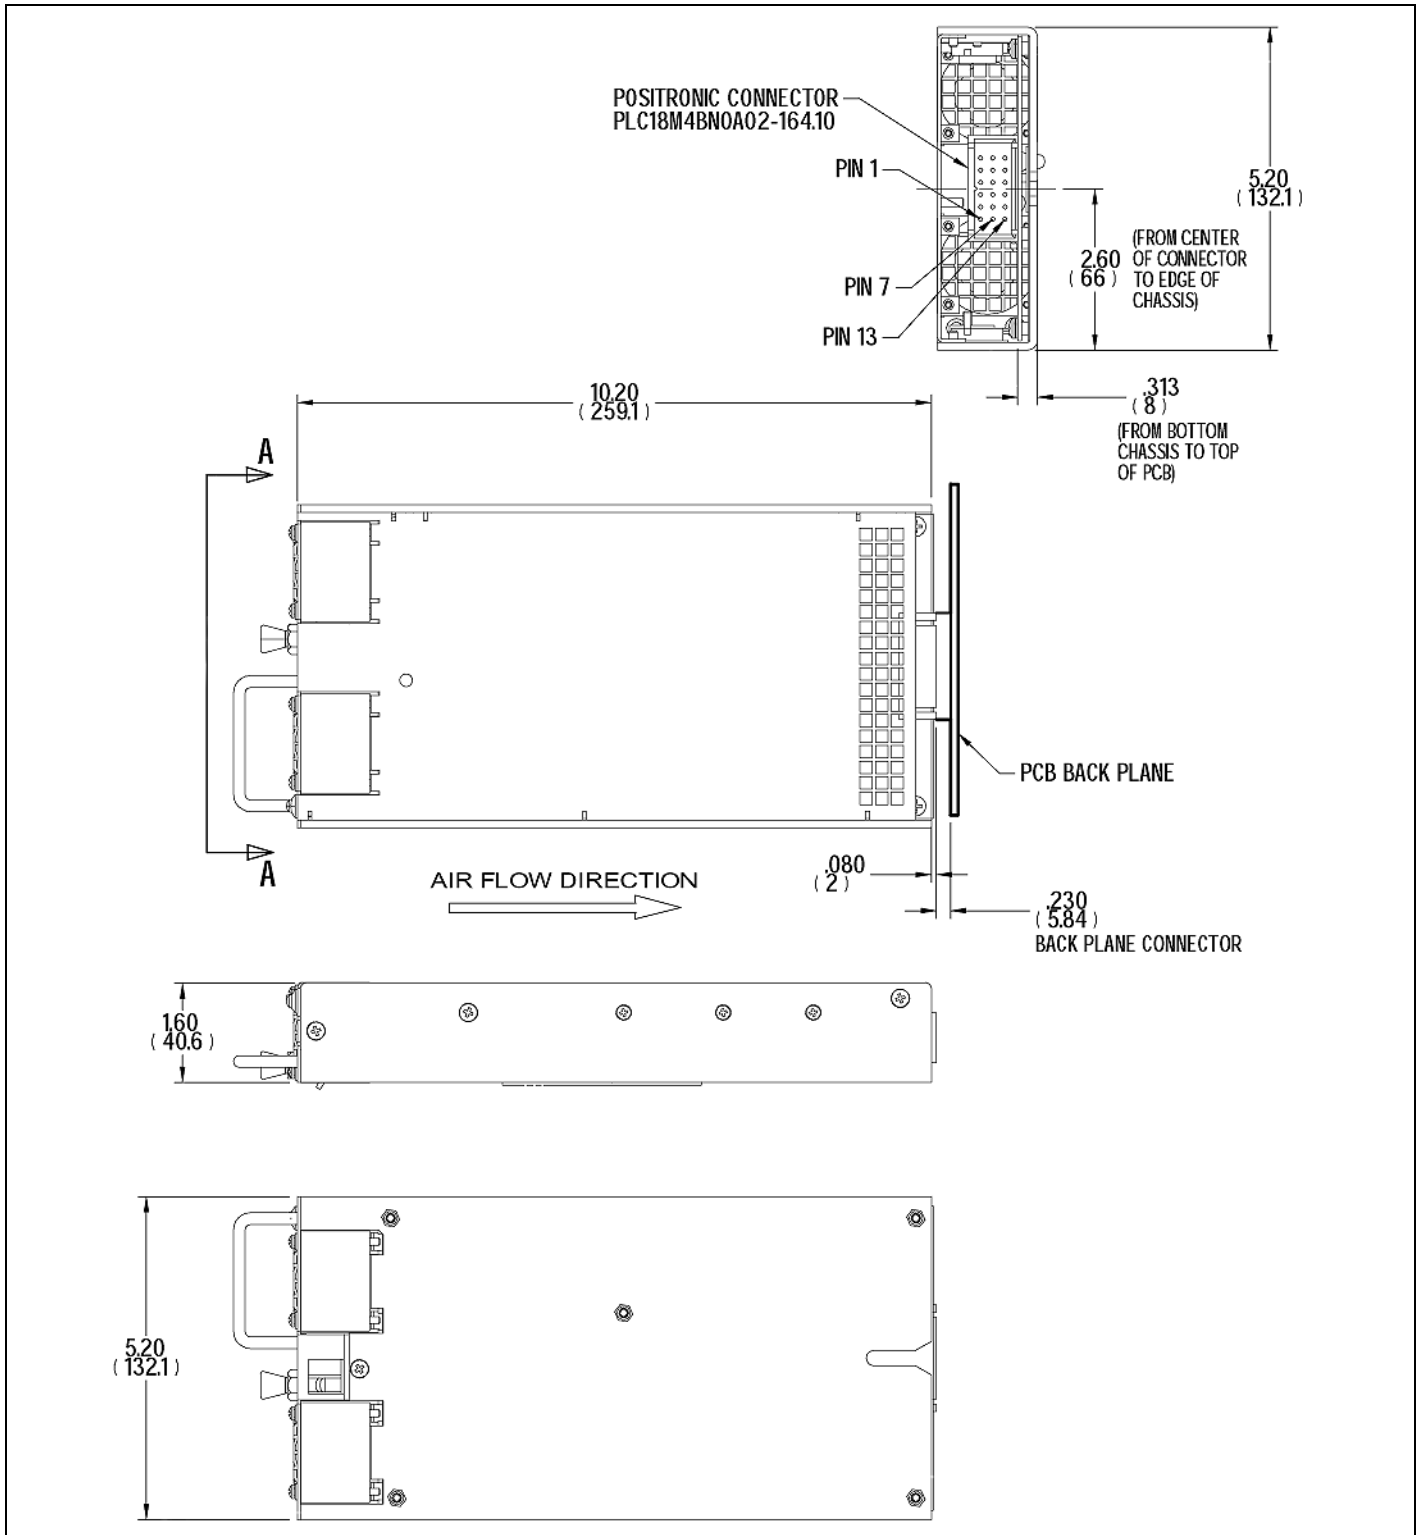 POSITRONIC CONNECTOR
PLC18M4BN0A02-164.10
PIN 1
PIN 7
PIN 13
5.20
(132.1)
2.60
(66)
(FROM CENTER
OF CONNECTOR
TO EDGE OF
CHASSIS)
.313
(8)
(FROM BOTTOM
CHASSIS TO TOP
OF PCB)
10.20
(259.1)
A
PCB BACK PLANE
A
AIR FLOW DIRECTION
.080
(2)
.230
(5.84)
BACK PLANE CONNECTOR
1.60
(40.6)
5.20
(132.1)